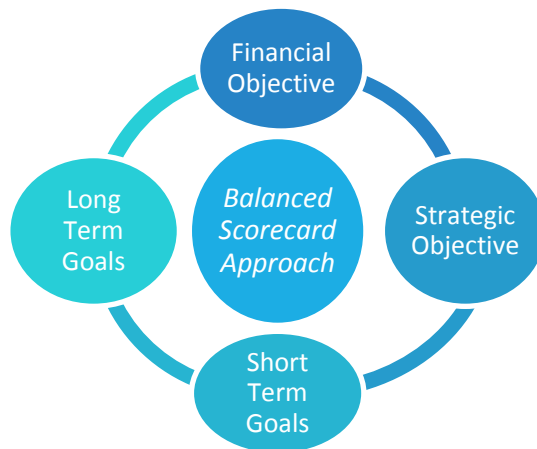 Financial
Objective
Long
Term
Goals
Balanced
Scorecard
Approach
Strategic
Objective
Short
Term
Goals